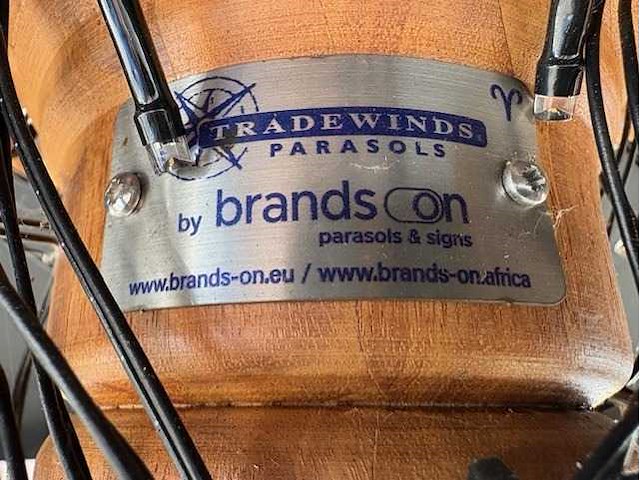 TRADEWINDS
PARASOLS
by brands on
parasols & signs
www.brands-on.eu / www.brands-on.africa